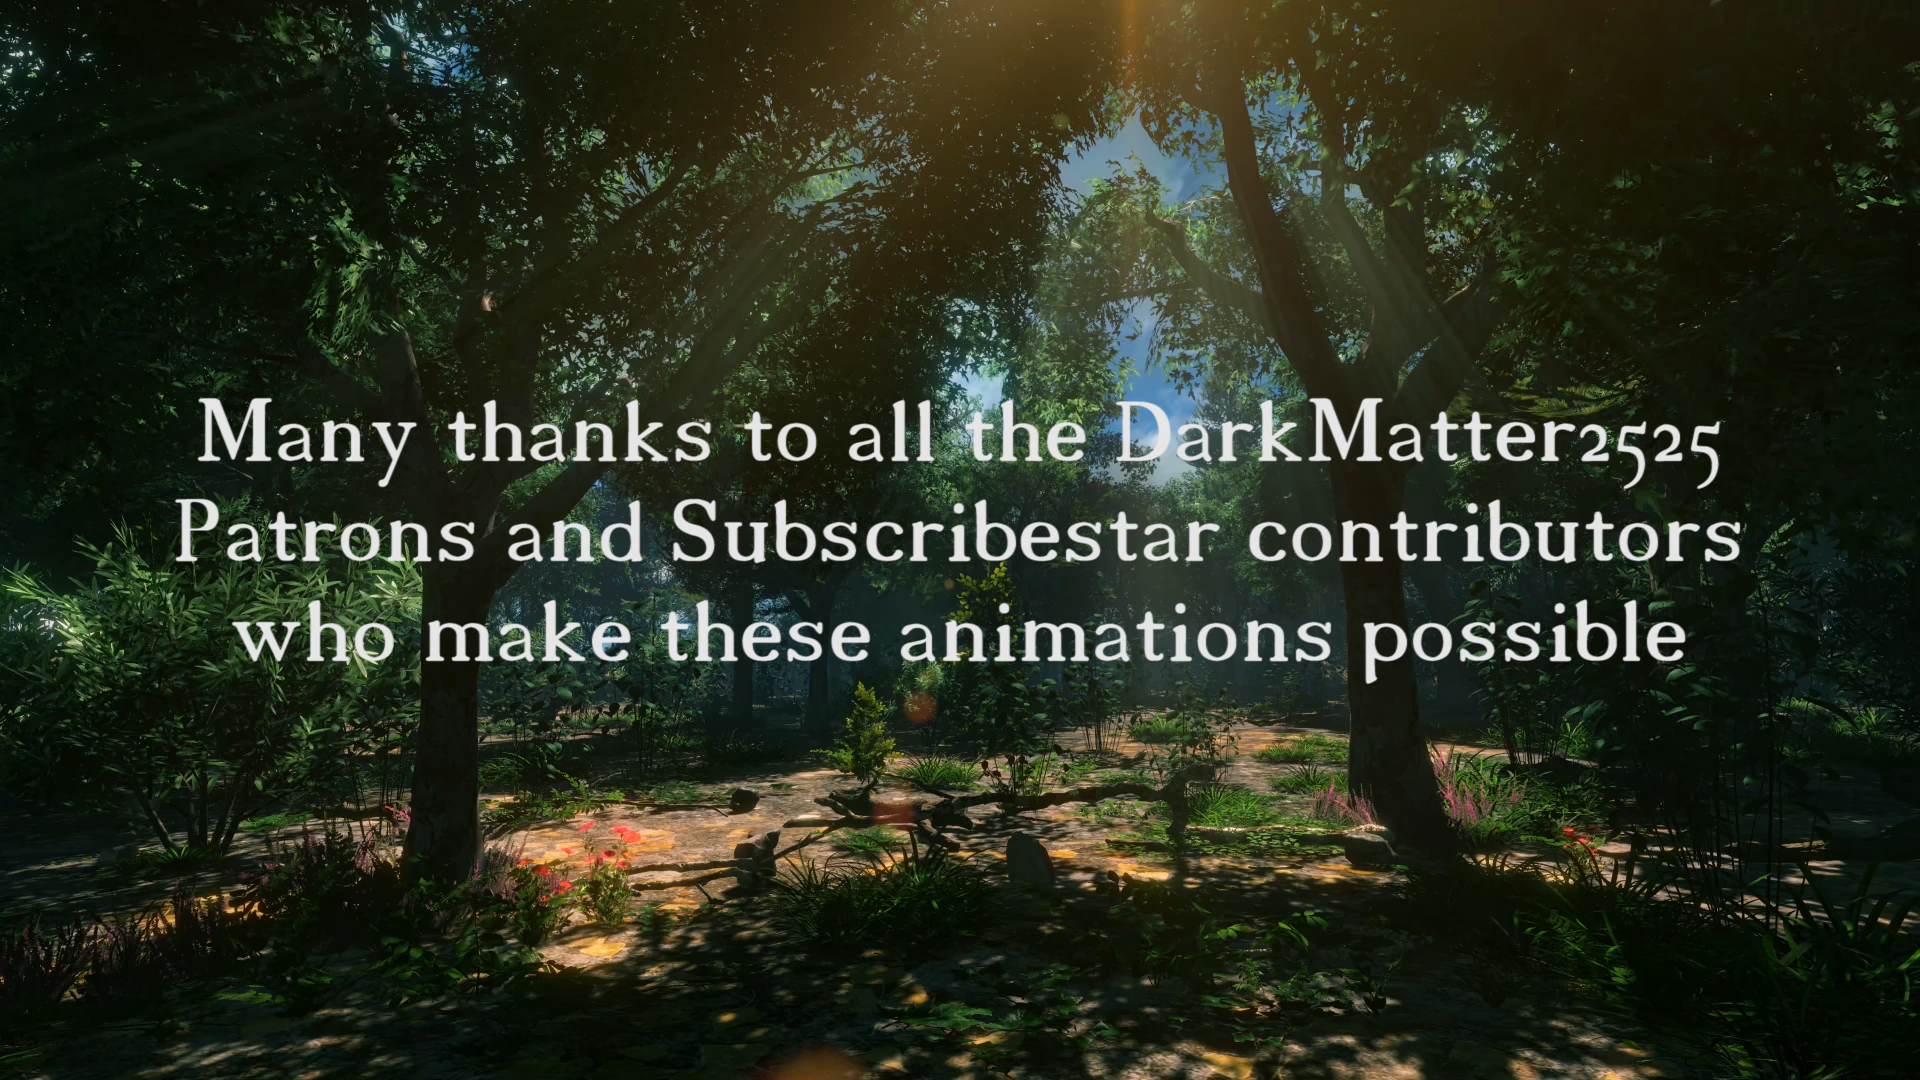 Many thanks to all the DarkMatter2525
Patrons and Subscribestar contributors
who make these animations possible